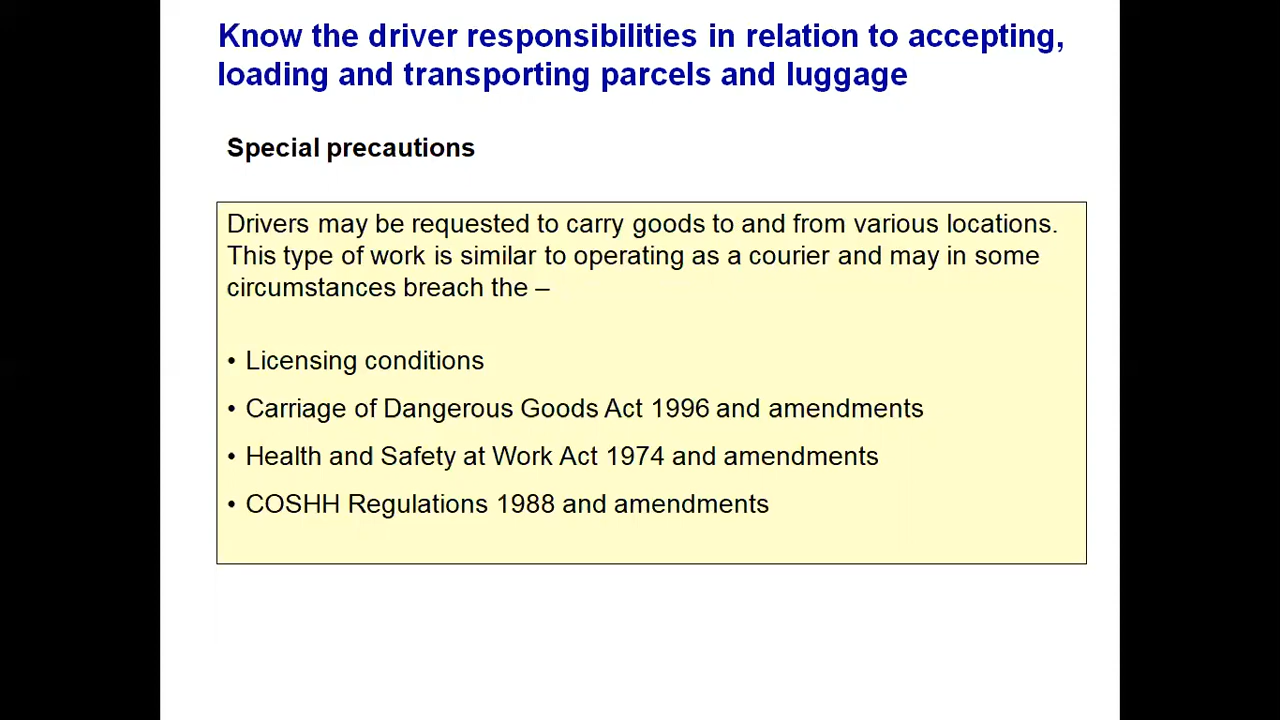 Know the driver responsibilities in relation to accepting,
loading and transporting parcels and luggage
Special precautions
Drivers may be requested to carry goods to and from various locations.
This type of work is similar to operating as a courier and may in some
circumstances breach the –
• Licensing conditions
• Carriage of Dangerous Goods Act 1996 and amendments
• Health and Safety at Work Act 1974 and amendments
• COSHH Regulations 1988 and amendments